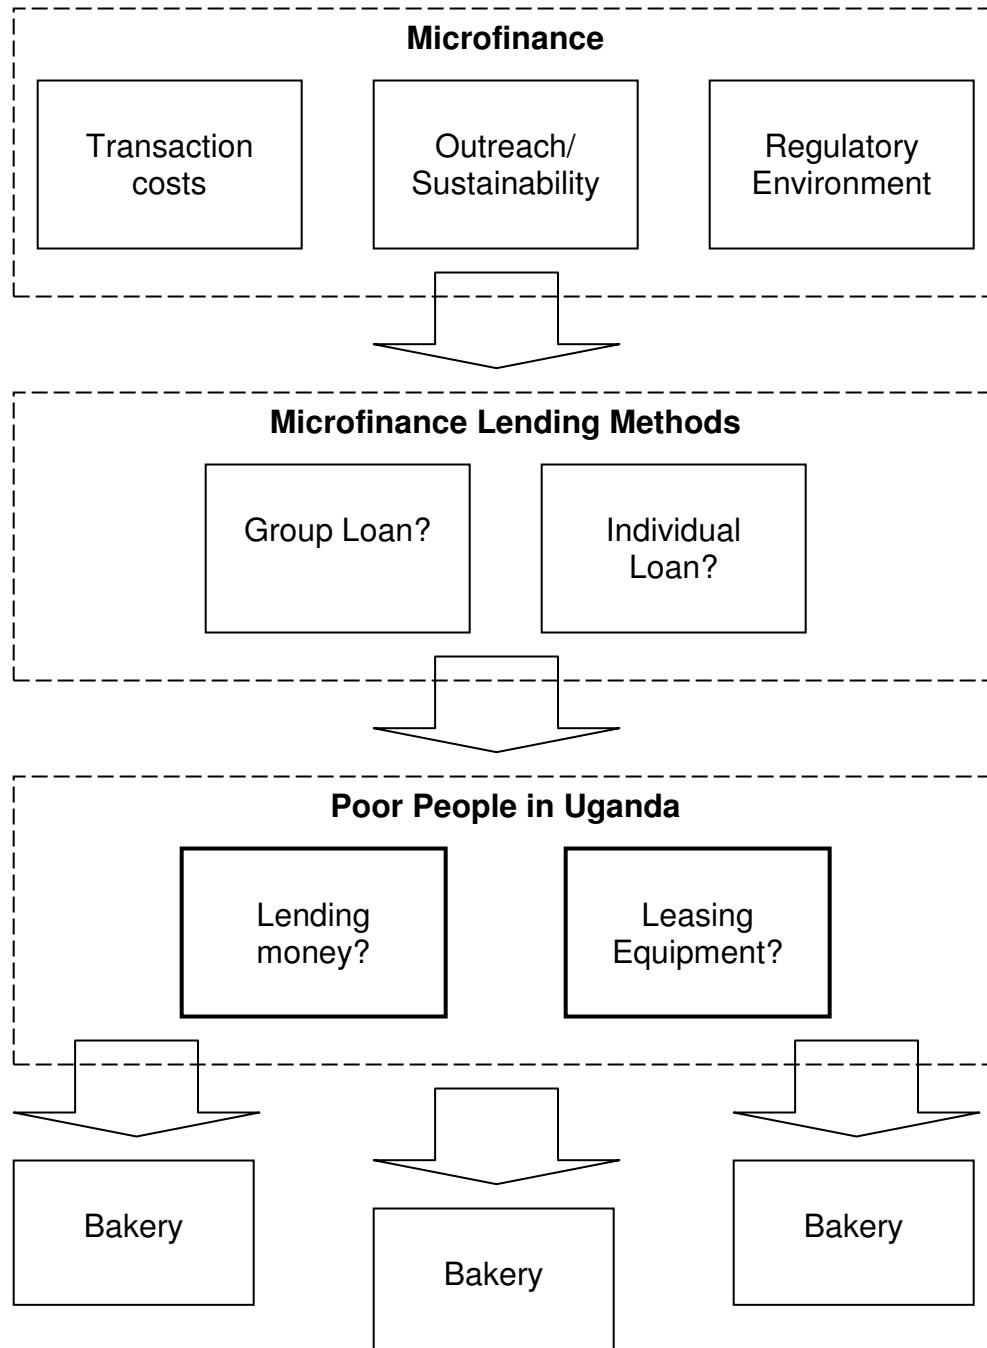 Microfinance
Transaction
costs
Outreach/
Sustainability
Regulatory
Environment
Microfinance Lending Methods
Group Loan?
Individual
Loan?
Poor People in Uganda
Lending
money?
Leasing
Equipment?
Bakery
Bakery
Bakery